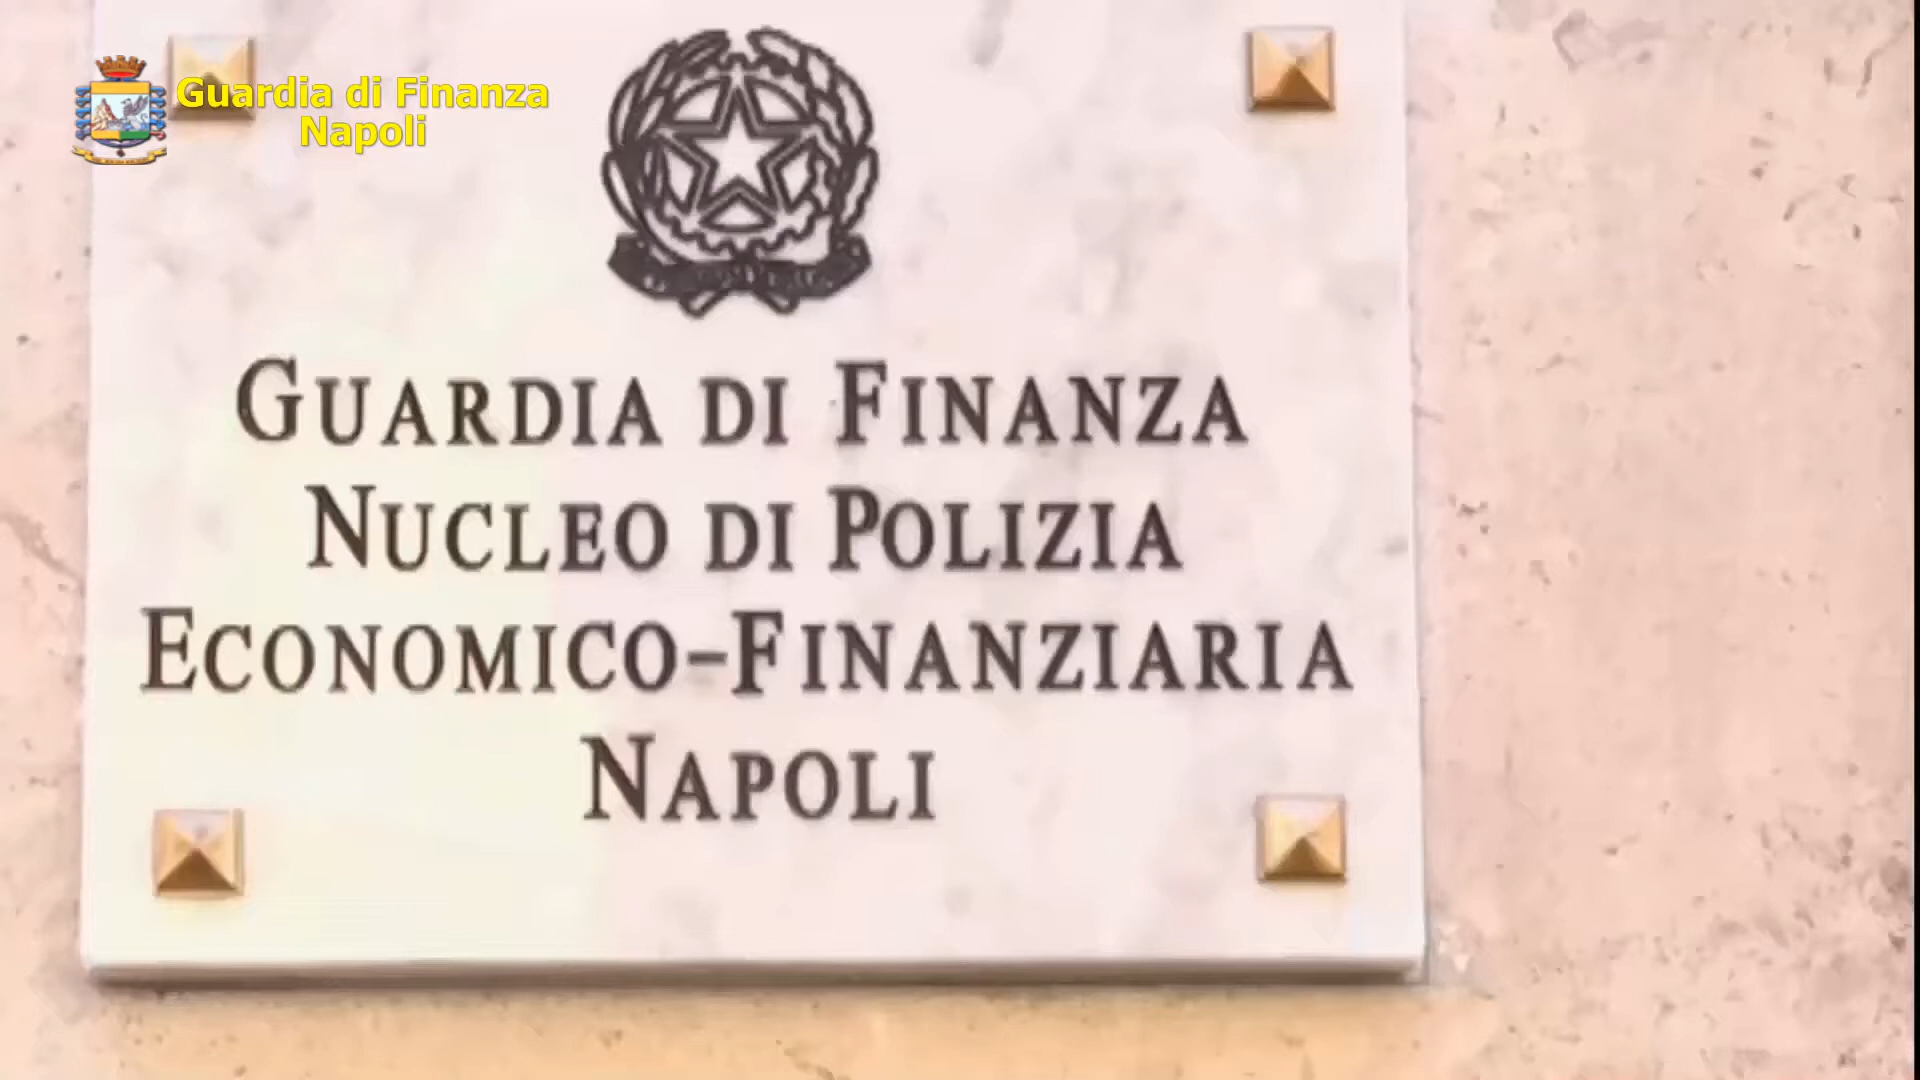 Guardia di Finanza
Napoli
GUARDIA DI FINANZA
NUCLEO DI POLIZIA
ECONOMICO-FINANZIARIA
NAPOLI